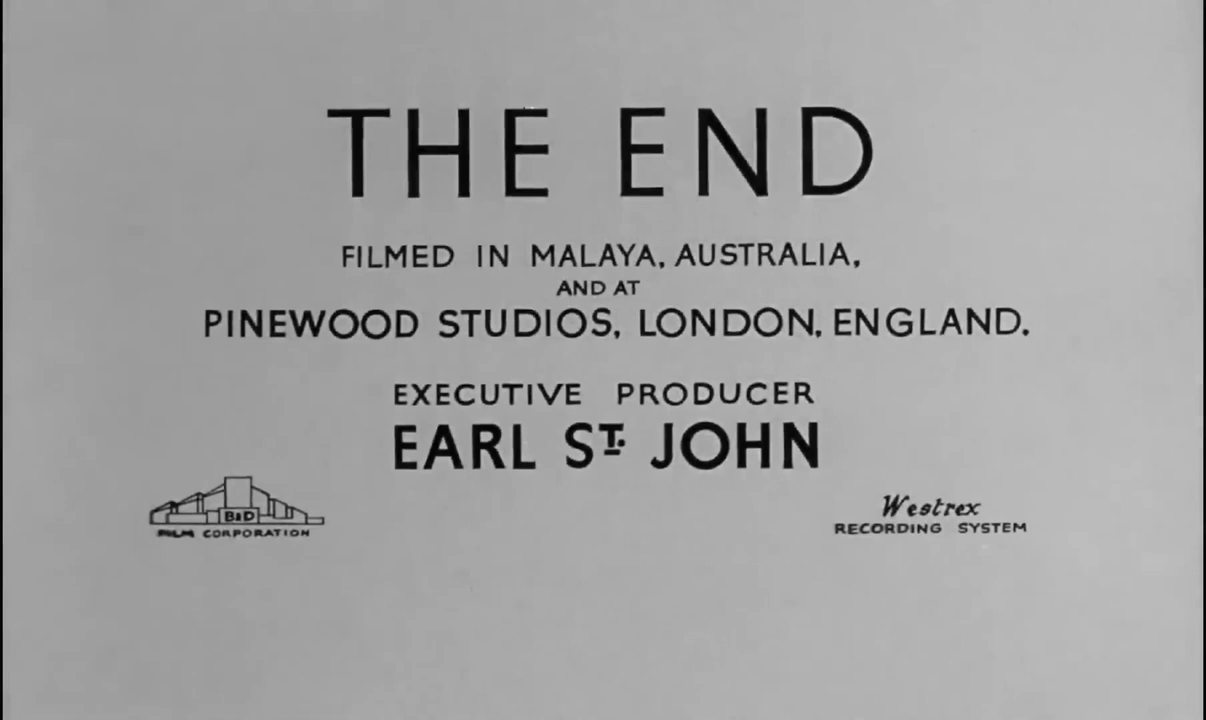 THE END
FILMED IN MALAYA, AUSTRALIA,
AND AT
PINEWOOD STUDIOS, LONDON, ENGLAND.
EXECUTIVE PRODUCER
EARL ST. JOHN
B&D
FILM CORPORATION
Westrex
RECORDING SYSTEM